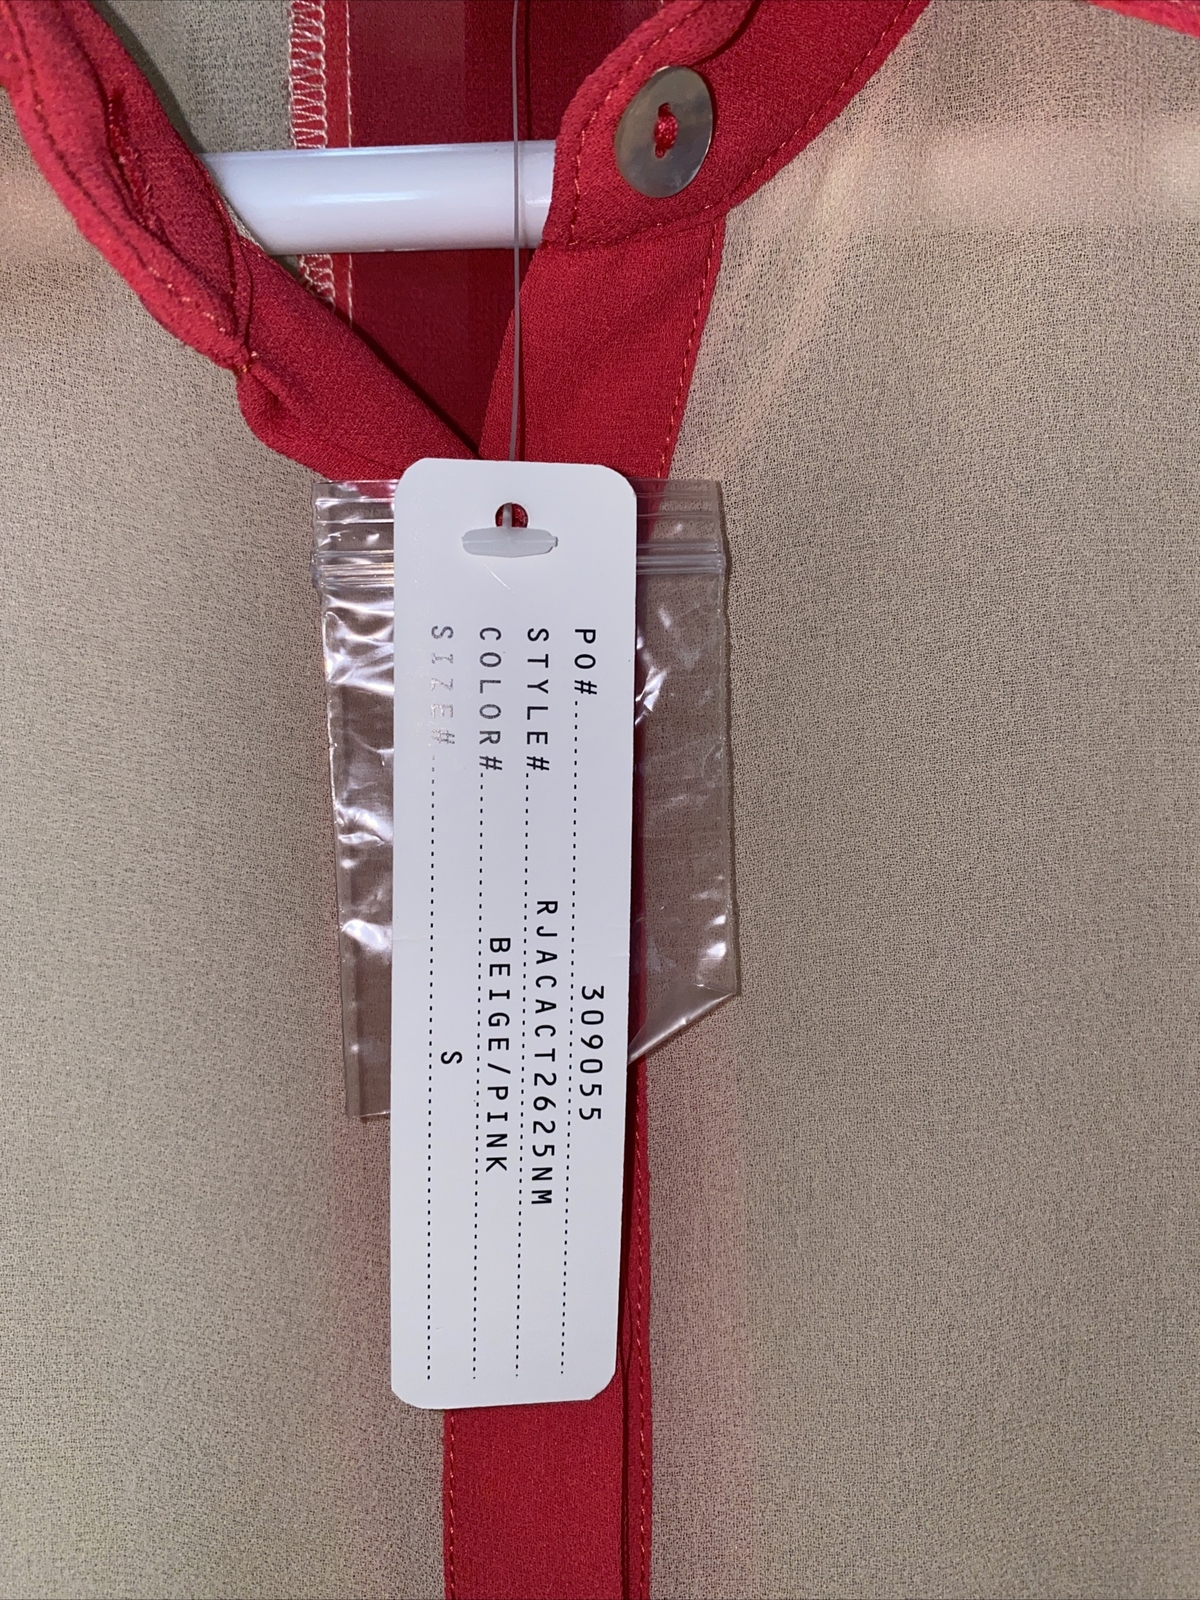 PO# 309055
STYLE# RJACACT2625NM
COLOR# BEIGE/PINK
SIZE# S